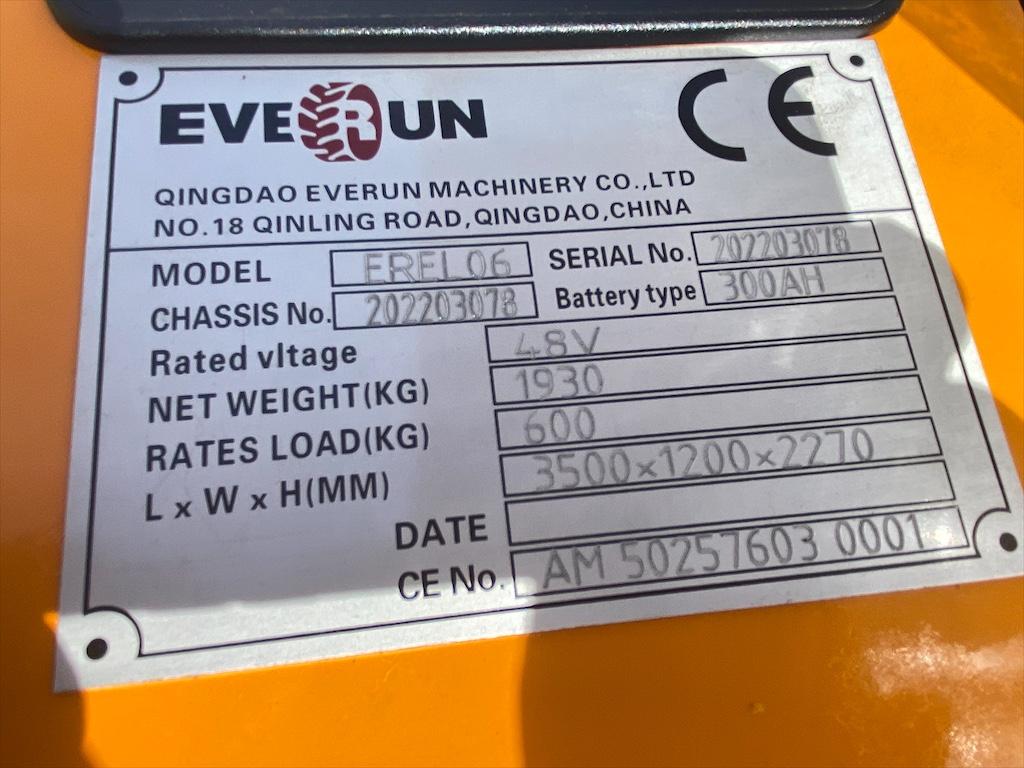 EVERUN
CE
QINGDAO EVERUN MACHINERY CO.,LTD
NO.18 QINLING ROAD,QINGDAO,CHINA
MODEL EREL06 SERIAL No. 202203078
CHASSIS No. 202203078 Battery type 300AH
Rated vltage 48V
NET WEIGHT(KG) 1930
RATES LOAD(KG) 600
L x W x H(MM) 3500×1200×2270
DATE
CE No. AM 50257603 0001